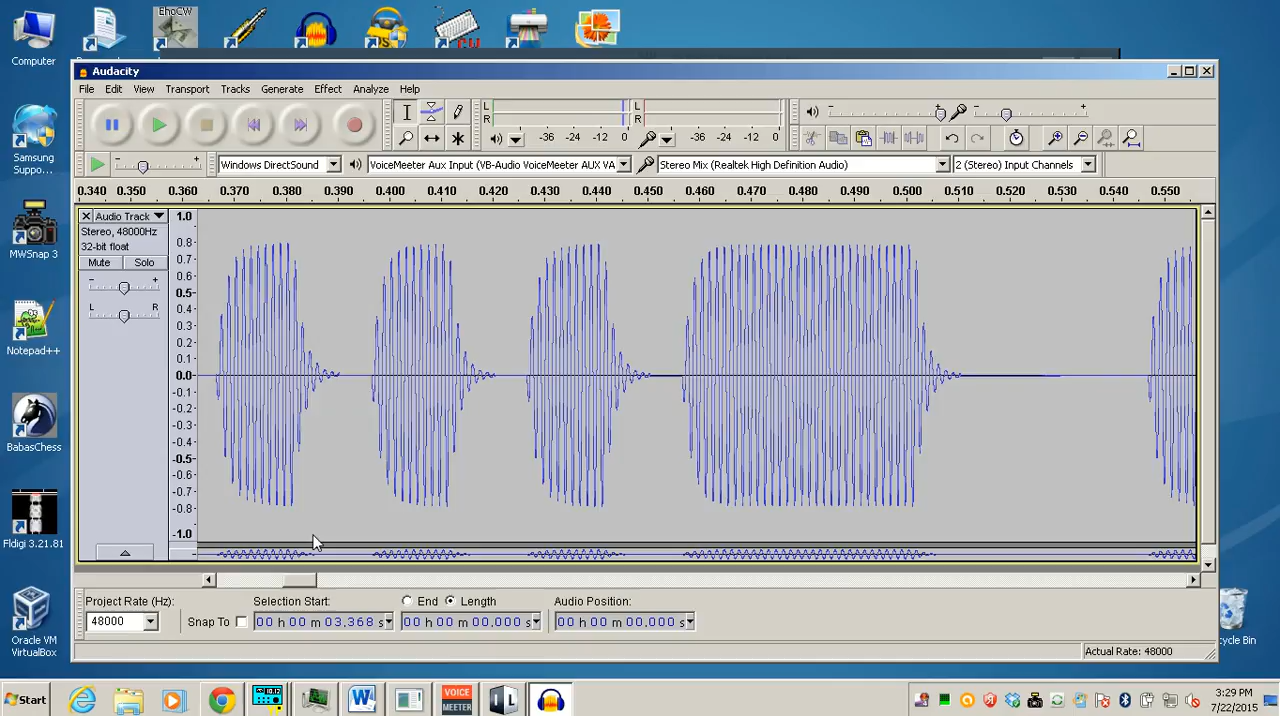 EhoCW
Computer
Samsung
Suppo...
MWSnap 3
Notepad++
BabasChess
Fldigi 3.21.81
Oracle VM
VirtualBox
Audacity
File Edit View Transport Tracks Generate Effect Analyze Help
L R -36 -24 -12 0 L R -36 -24 -12 0
Windows DirectSound VoiceMeeter Aux Input (VB-Audio VoiceMeeter AUX VA Stereo Mix (Realtek High Definition Audio) 2 (Stereo) Input Channels
0.340 0.350 0.360 0.370 0.380 0.390 0.400 0.410 0.420 0.430 0.440 0.450 0.460 0.470 0.480 0.490 0.500 0.510 0.520 0.530 0.540 0.550
Audio Track
Stereo, 48000Hz
32-bit float
Mute Solo
L R
1.0
0.8
0.7
0.6
0.5
0.4
0.3
0.2
0.1
0.0
-0.1
-0.2
-0.3
-0.4
-0.5
-0.6
-0.7
-0.8
-1.0
Project Rate (Hz): Selection Start: End Length Audio Position:
48000 Snap To 00 h 00 m 03.368 s 00 h 00 m 00.000 s 00 h 00 m 00.000 s
Actual Rate: 48000
cycle Bin
Start
VOICE
MEETER
3:29 PM
7/22/2015